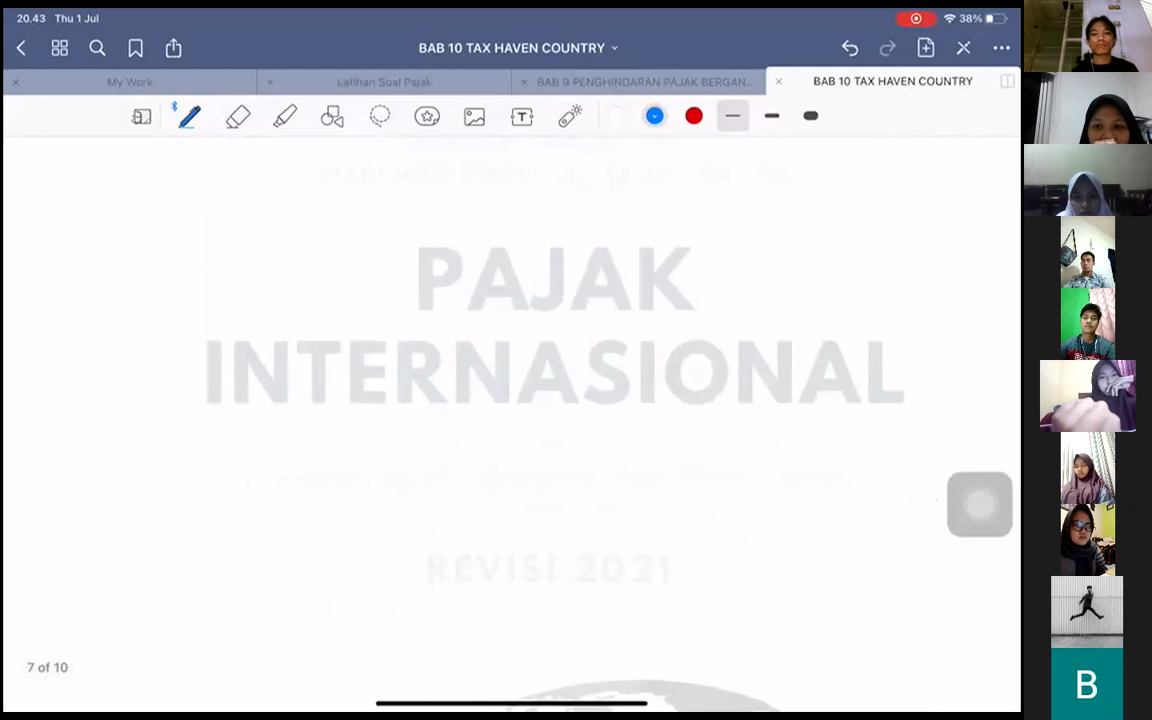 20.43 Thu 1 Jul
38%
BAB 10 TAX HAVEN COUNTRY
My Work
Latihan Soal Pajak
BAB 9 PENGHINDARAN PAJAK BERGAN...
BAB 10 TAX HAVEN COUNTRY
T
PAJAK
INTERNASIONAL
REVISI 2021
7 of 10
B